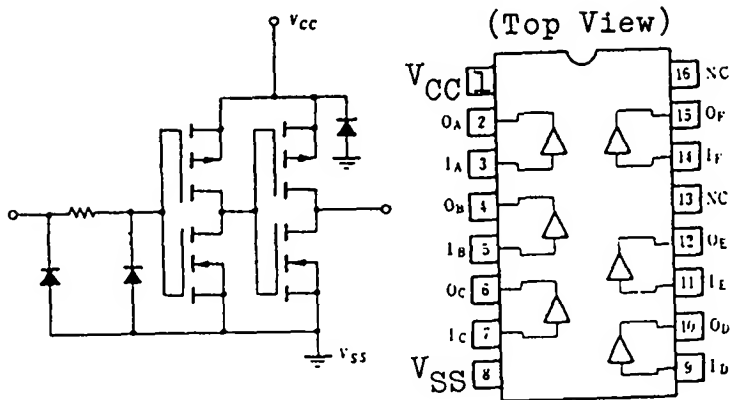 VCC
VSS
(Top View)
VCC 1
16 NC
OA 2
15 OF
IA 3
14 IF
OB 4
13 NC
IB 5
12 OE
OC 6
11 IE
IC 7
10 OD
VSS 8
9 ID